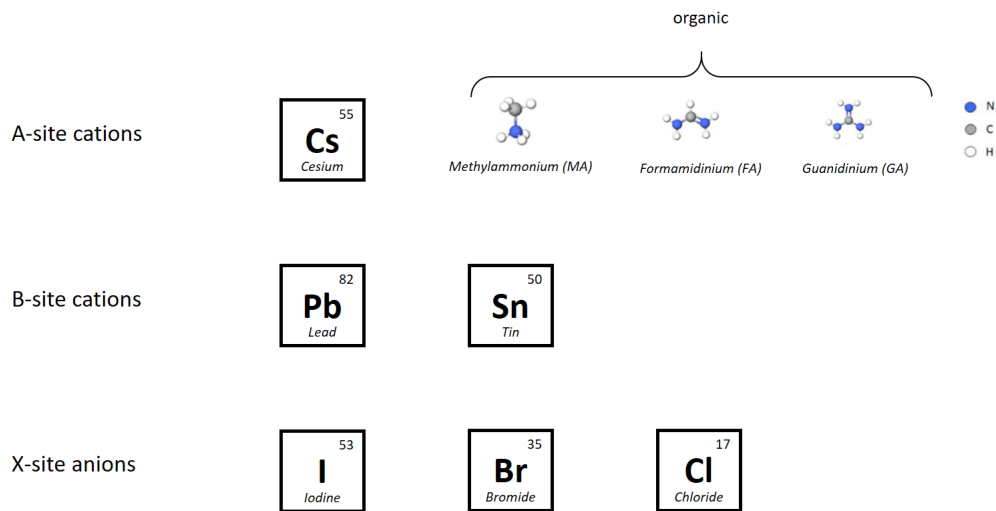 organic
A-site cations
55
Cs
Cesium
Methylammonium (MA)
Formamidinium (FA)
Guanidinium (GA)
N
C
H
B-site cations
82
Pb
Lead
50
Sn
Tin
X-site anions
53
I
Iodine
35
Br
Bromide
17
Cl
Chloride